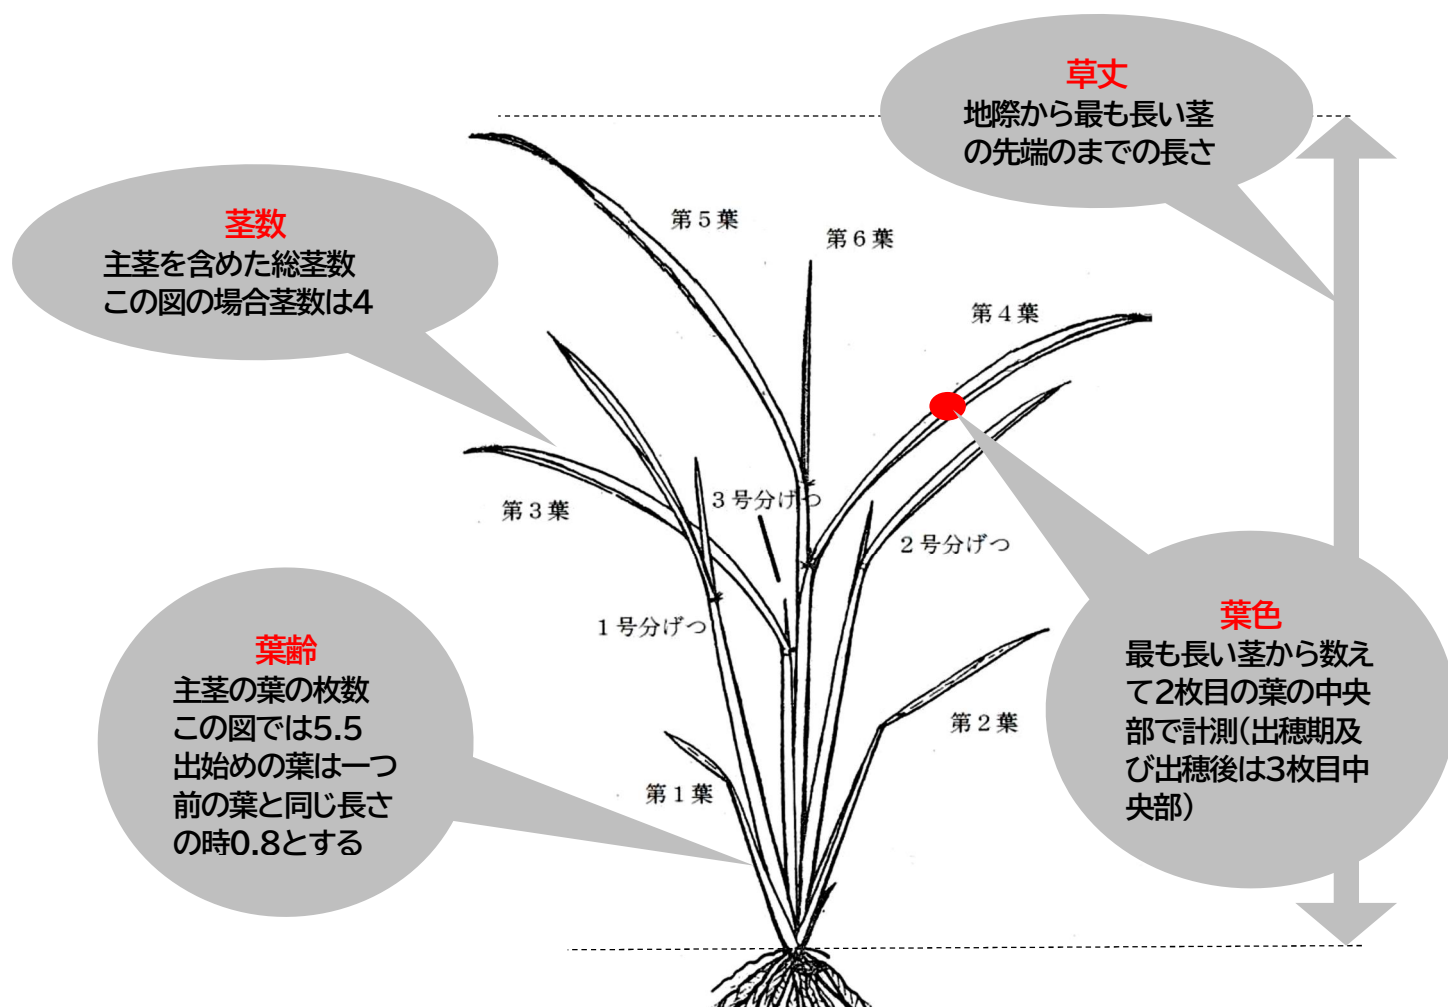 草丈
地際から最も長い茎
の先端のまでの長さ
茎数
主茎を含めた総茎数
この図の場合茎数は4
第5葉
第6葉
第4葉
第3葉
3号分げつ
2号分げつ
1号分げつ
葉齢
主茎の葉の枚数
この図では5.5
出始めの葉は一つ
前の葉と同じ長さ
の時0.8とする
第1葉
第2葉
葉色
最も長い茎から数え
て2枚目の葉の中央
部で計測(出穂期及
び出穂後は3枚目中
央部)